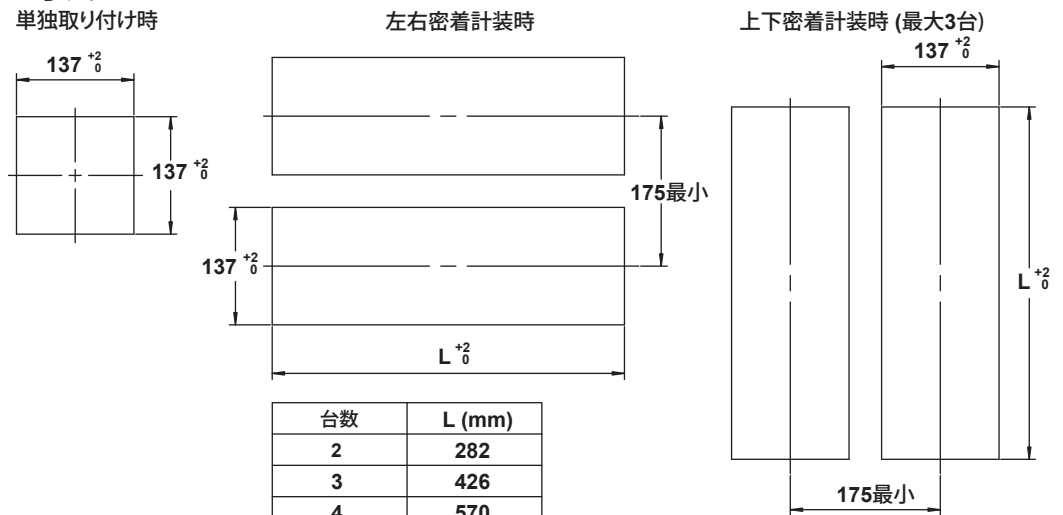 単独取り付け時
137 +2 0
137 +2 0
左右密着計装時
175最小
137 +2 0
L +2 0
台数 L (mm)
2 282
3 426
4 570
上下密着計装時 (最大3台)
137 +2 0
L +2 0
175最小